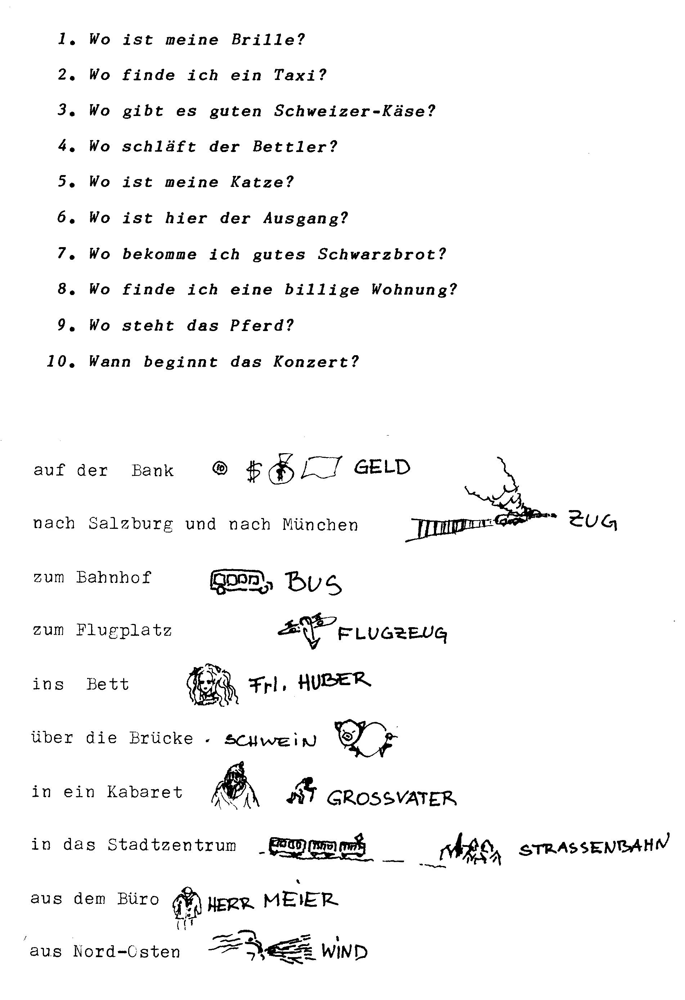 1. Wo ist meine Brille?
2. Wo finde ich ein Taxi?
3. Wo gibt es guten Schweizer-Käse?
4. Wo schläft der Bettler?
5. Wo ist meine Katze?
6. Wo ist hier der Ausgang?
7. Wo bekomme ich gutes Schwarzbrot?
8. Wo finde ich eine billige Wohnung?
9. Wo steht das Pferd?
10. Wann beginnt das Konzert?
auf der Bank 10 $ $ GELD
nach Salzburg und nach München ZUG
zum Bahnhof BUS
zum Flugplatz FLUGZEUG
ins Bett Frl. HUBER
über die Brücke . SCHWEiN
in ein Kabaret GROSSVATER
in das Stadtzentrum STRASSENBAHN
aus dem Büro HERR MEiER
aus Nord-Osten WiND